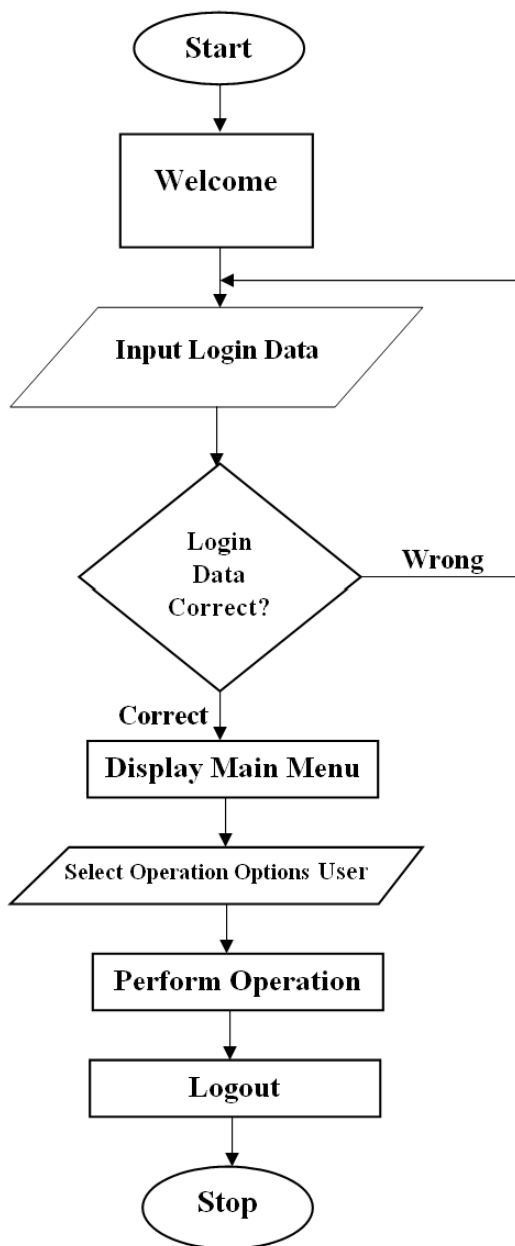 Start
Welcome
Input Login Data
Login
Data
Correct?
Wrong
Correct
Display Main Menu
Select Operation Options User
Perform Operation
Logout
Stop